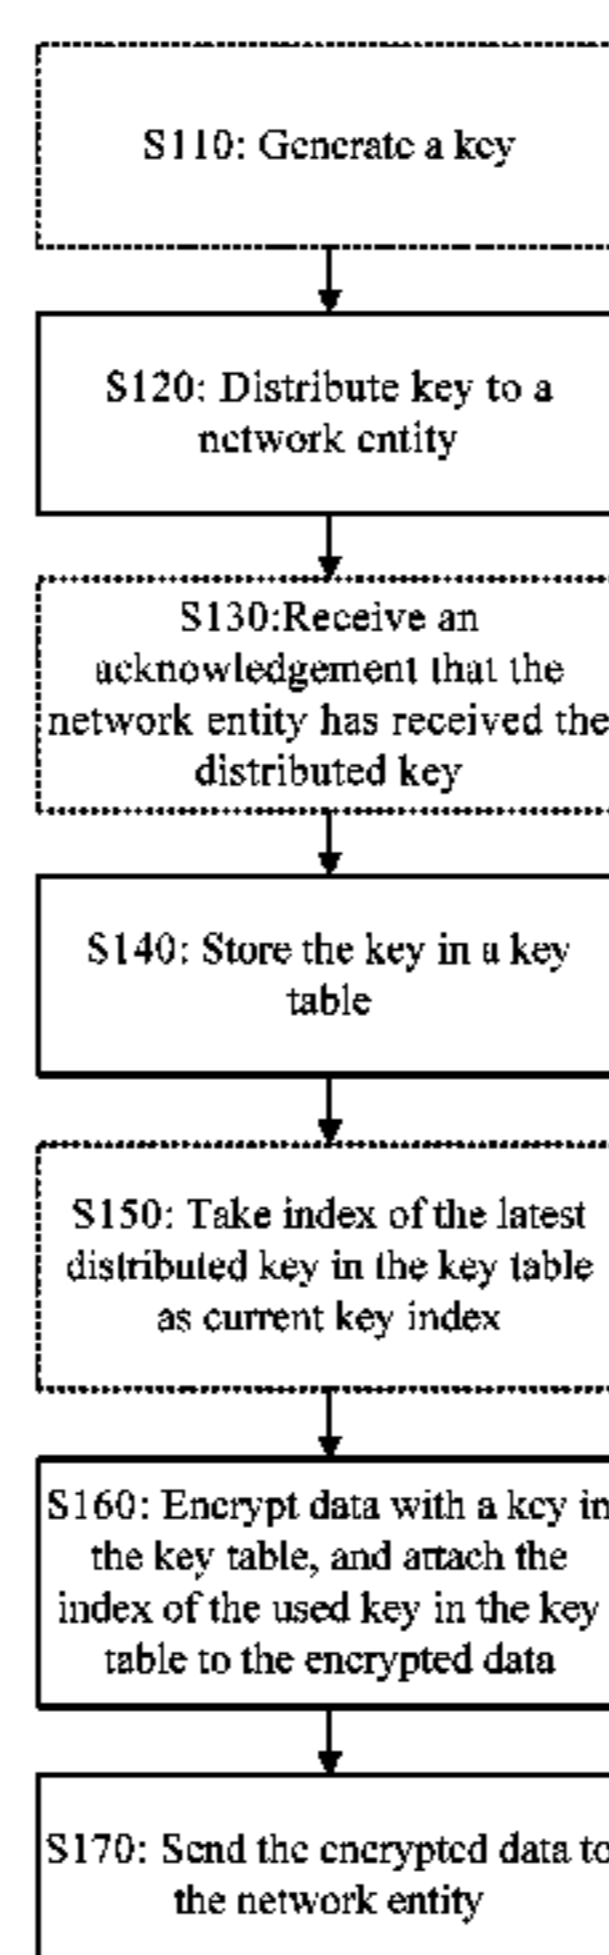 S110: Generate a key
S120: Distribute key to a
network entity
S130:Receive an
acknowledgement that the
network entity has received the
distributed key
S140: Store the key in a key
table
S150: Take index of the latest
distributed key in the key table
as current key index
S160: Encrypt data with a key in
the key table, and attach the
index of the used key in the key
table to the encrypted data
S170: Send the encrypted data to
the network entity